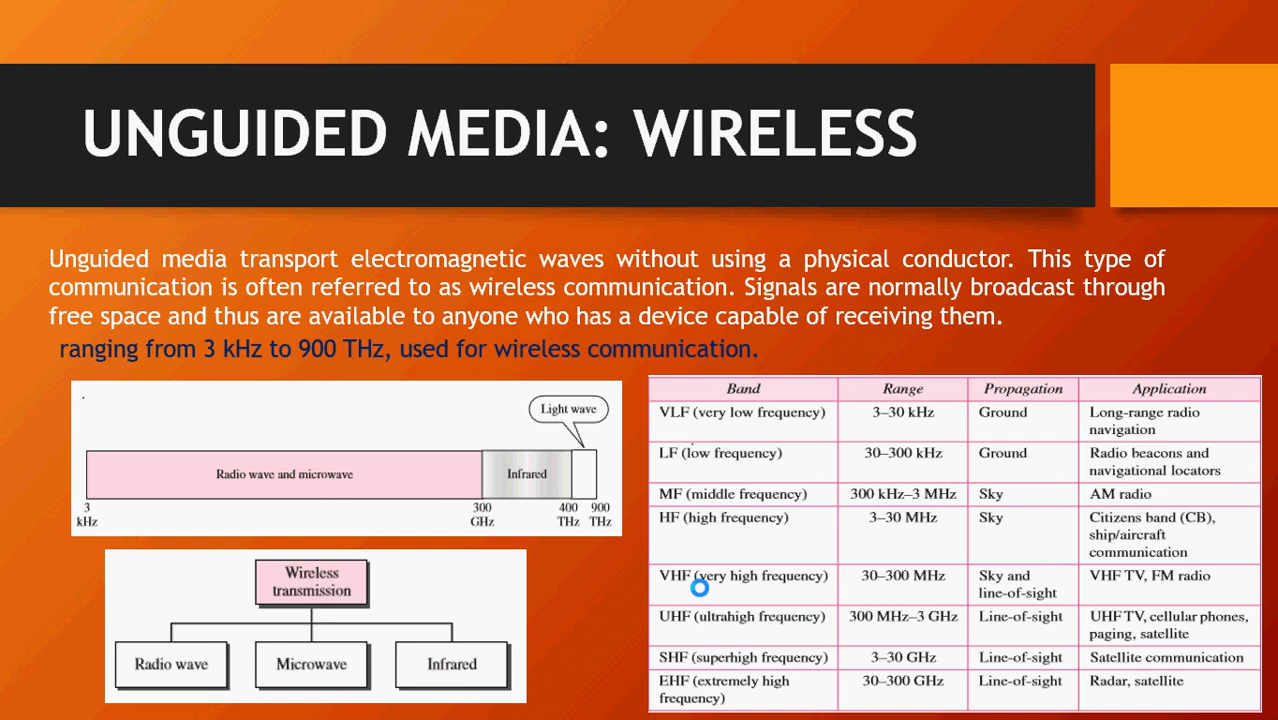 UNGUIDED MEDIA: WIRELESS
Unguided media transport electromagnetic waves without using a physical conductor. This type of
communication is often referred to as wireless communication. Signals are normally broadcast through
free space and thus are available to anyone who has a device capable of receiving them.
ranging from 3 kHz to 900 THz, used for wireless communication.
Light wave
Radio wave and microwave Infrared
3 300 400 900
kHz GHz THz THz
Wireless
transmission
Radio wave Microwave Infrared
Band Range Propagation Application
VLF (very low frequency) 3–30 kHz Ground Long-range radio
navigation
LF (low frequency) 30–300 kHz Ground Radio beacons and
navigational locators
MF (middle frequency) 300 kHz–3 MHz Sky AM radio
HF (high frequency) 3–30 MHz Sky Citizens band (CB),
ship/aircraft
communication
VHF (very high frequency) 30–300 MHz Sky and VHF TV, FM radio
line-of-sight
UHF (ultrahigh frequency) 300 MHz–3 GHz Line-of-sight UHF TV, cellular phones,
paging, satellite
SHF (superhigh frequency) 3–30 GHz Line-of-sight Satellite communication
EHF (extremely high 30–300 GHz Line-of-sight Radar, satellite
frequency)